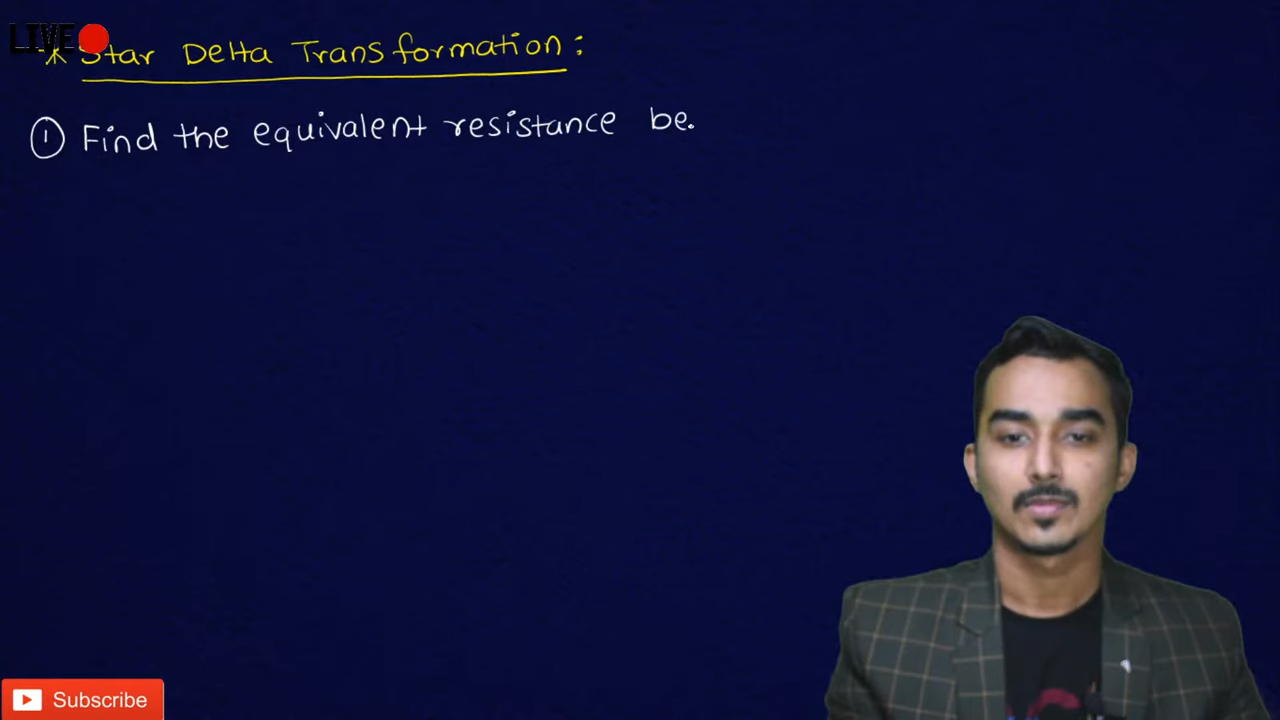 LIVE
* Star Delta Transformation:
① Find the equivalent resistance be.
Subscribe